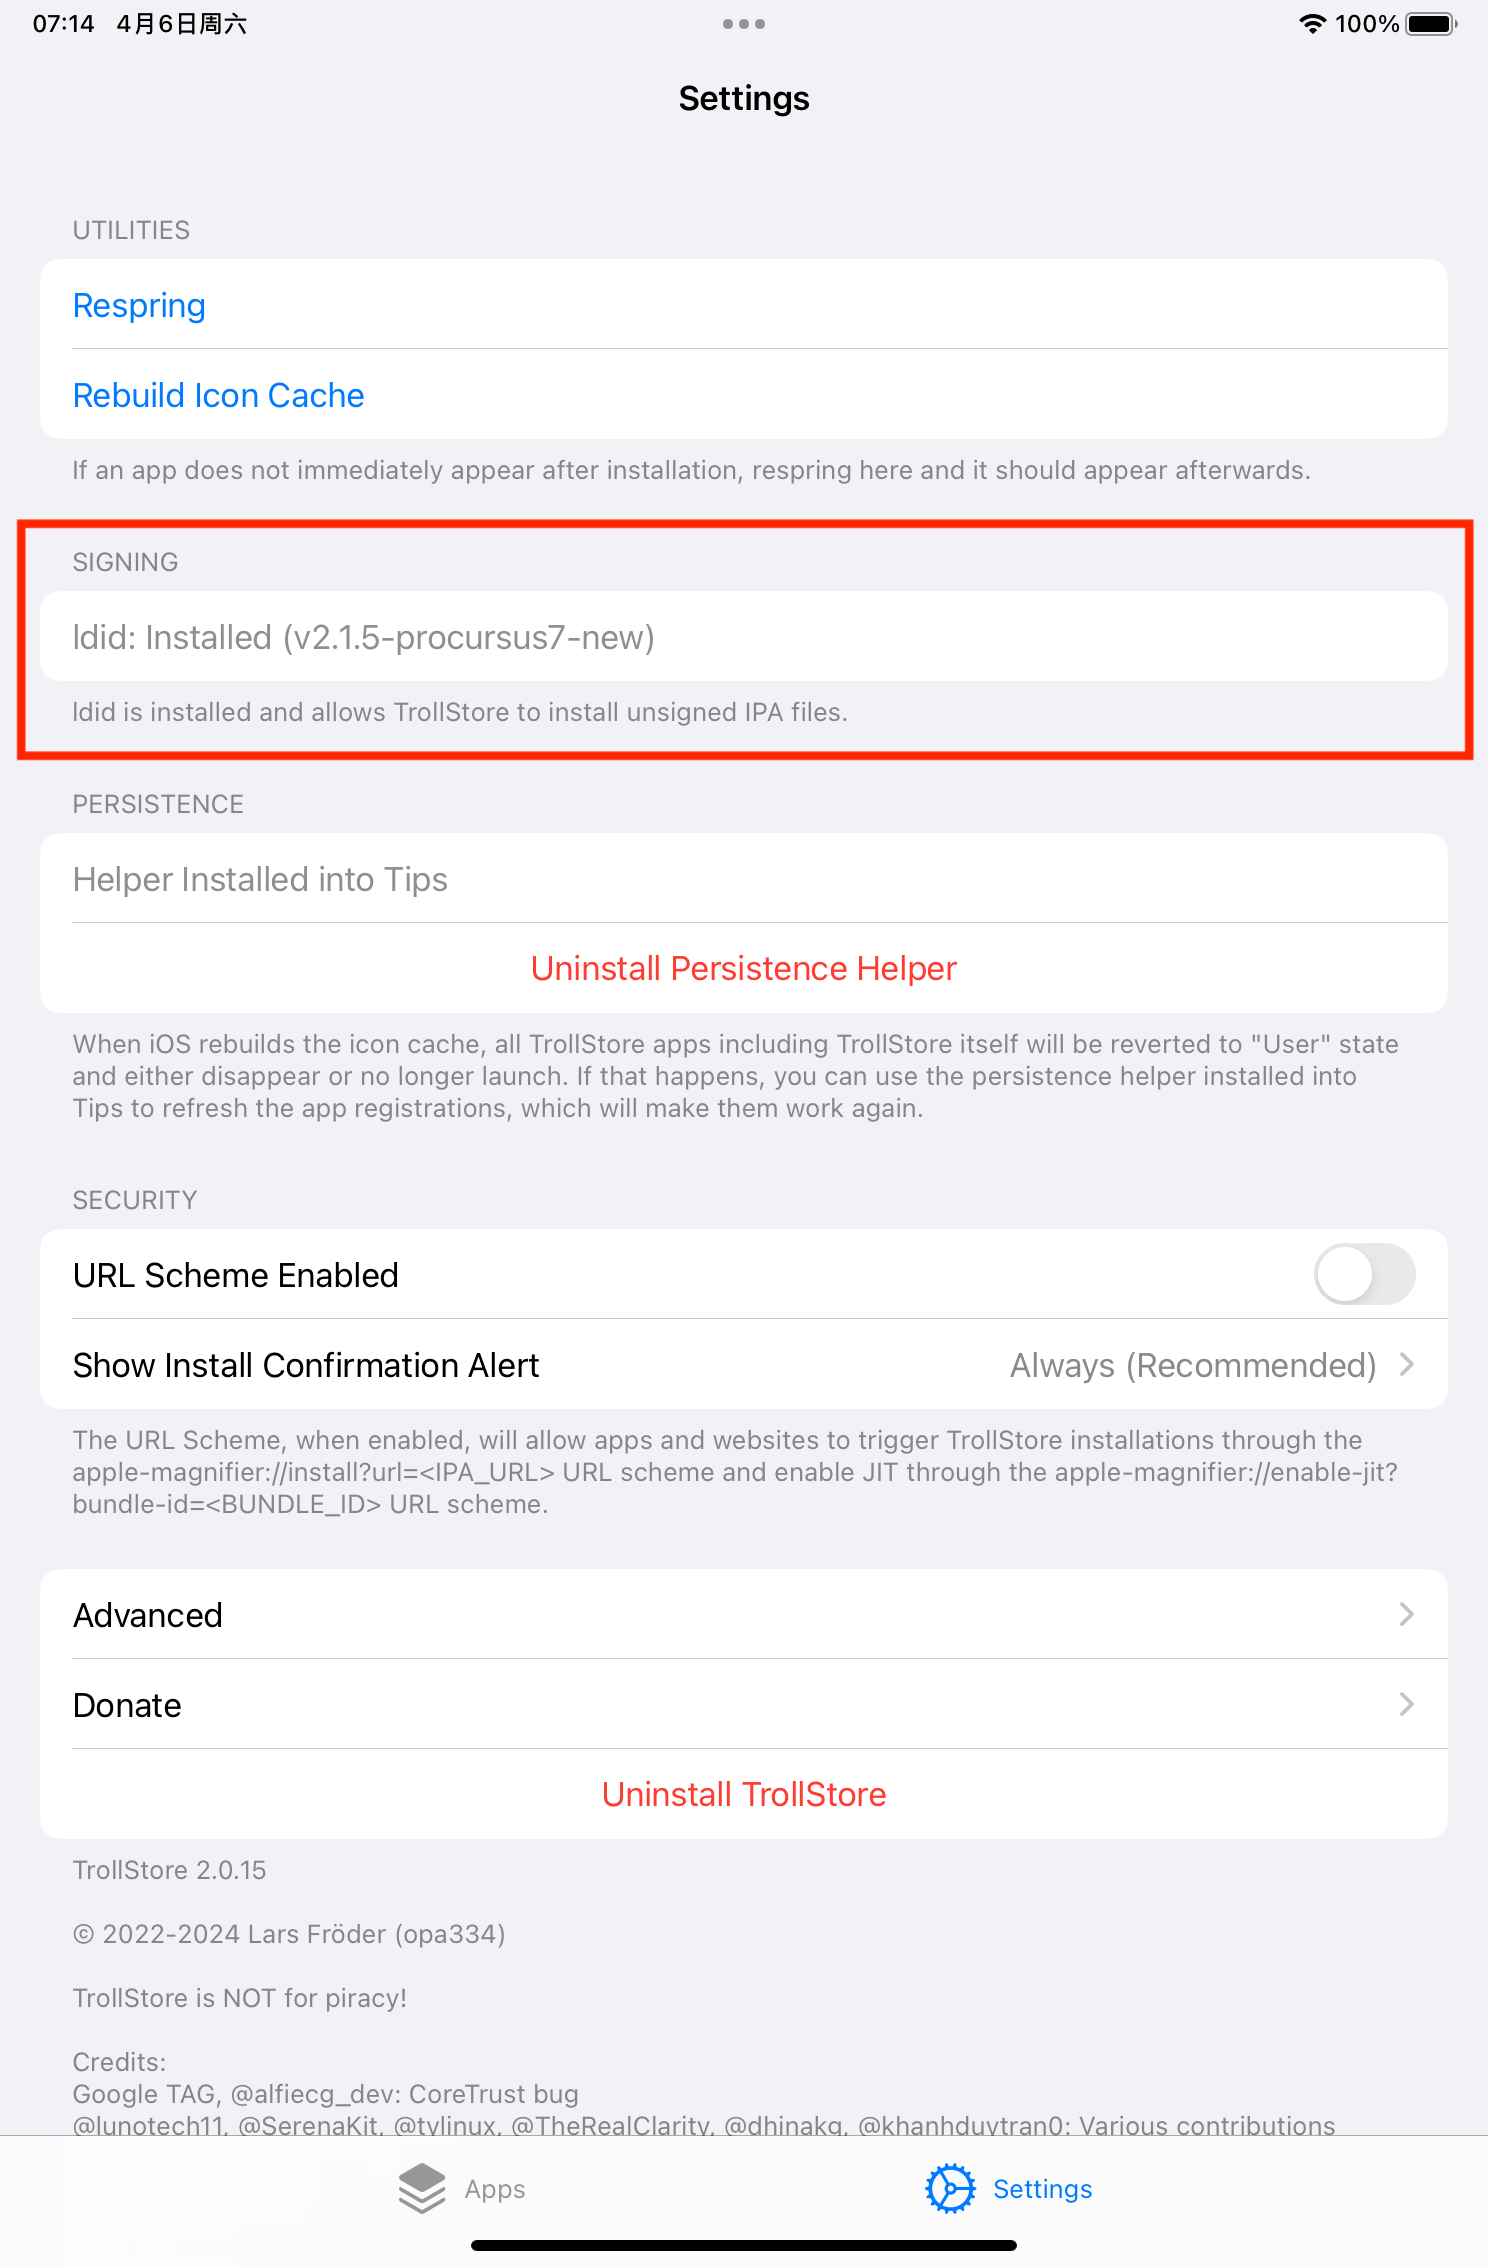 07:14 4月6日周六
100%
Settings
UTILITIES
Respring
Rebuild Icon Cache
If an app does not immediately appear after installation, respring here and it should appear afterwards.
SIGNING
ldid: Installed (v2.1.5-procursus7-new)
ldid is installed and allows TrollStore to install unsigned IPA files.
PERSISTENCE
Helper Installed into Tips
Uninstall Persistence Helper
When iOS rebuilds the icon cache, all TrollStore apps including TrollStore itself will be reverted to "User" state
and either disappear or no longer launch. If that happens, you can use the persistence helper installed into
Tips to refresh the app registrations, which will make them work again.
SECURITY
URL Scheme Enabled
Show Install Confirmation Alert Always (Recommended)
The URL Scheme, when enabled, will allow apps and websites to trigger TrollStore installations through the
apple-magnifier://install?url=<IPA_URL> URL scheme and enable JIT through the apple-magnifier://enable-jit?
bundle-id=<BUNDLE_ID> URL scheme.
Advanced
Donate
Uninstall TrollStore
TrollStore 2.0.15
© 2022-2024 Lars Fröder (opa334)
TrollStore is NOT for piracy!
Credits:
Google TAG, @alfiecg_dev: CoreTrust bug
@lunotech11, @SerenaKit, @tylinux, @TheRealClarity, @dhinakg, @khanhduytran0: Various contributions
Apps
Settings